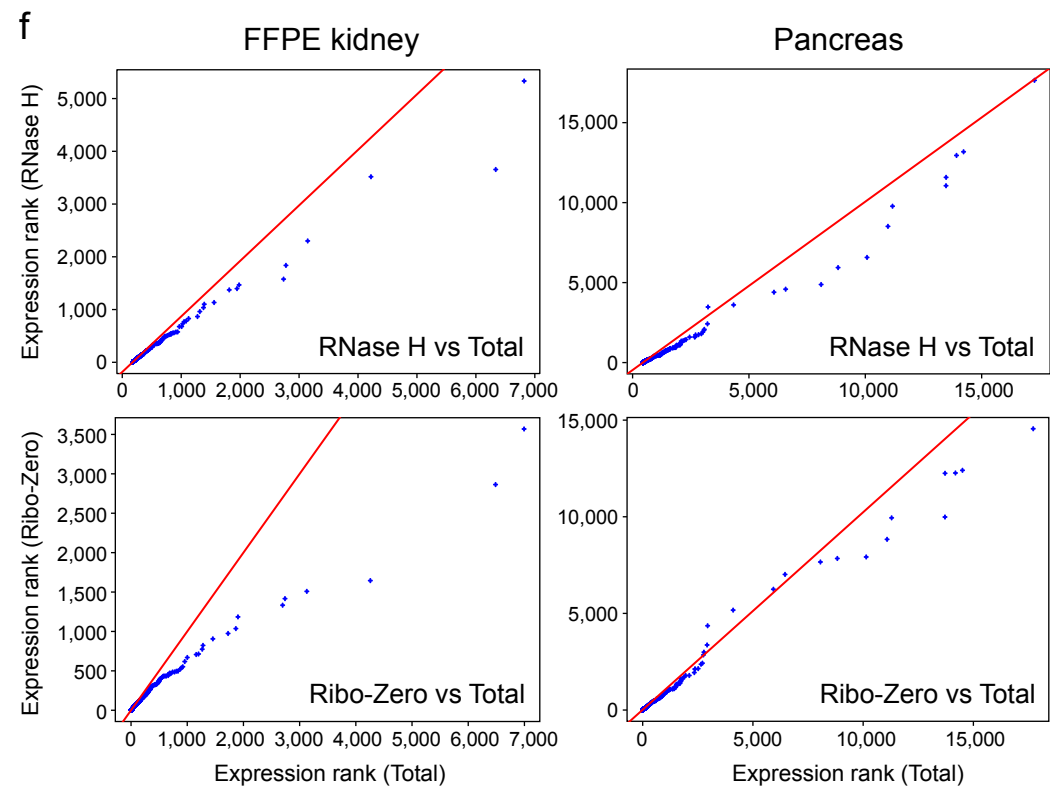 f
FFPE kidney
Pancreas
Expression rank (RNase H)
5,000
4,000
3,000
2,000
1,000
0
RNase H vs Total
0 1,000 2,000 3,000 4,000 5,000 6,000 7,000
15,000
10,000
5,000
0
RNase H vs Total
0 5,000 10,000 15,000
Expression rank (Ribo-Zero)
3,500
3,000
2,500
2,000
1,500
1,000
500
0
Ribo-Zero vs Total
0 1,000 2,000 3,000 4,000 5,000 6,000 7,000
Expression rank (Total)
15,000
10,000
5,000
0
Ribo-Zero vs Total
0 5,000 10,000 15,000
Expression rank (Total)